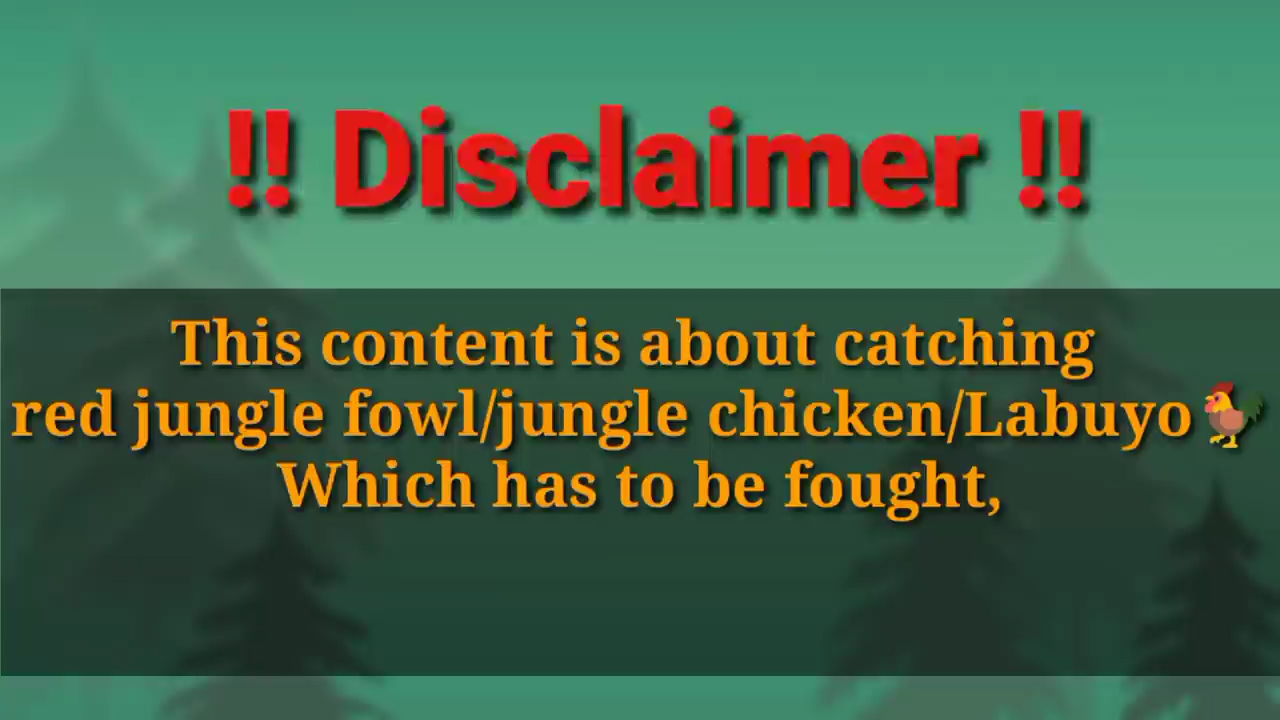 !! Disclaimer !!
This content is about catching
red jungle fowl/jungle chicken/Labuyo🐓
Which has to be fought,